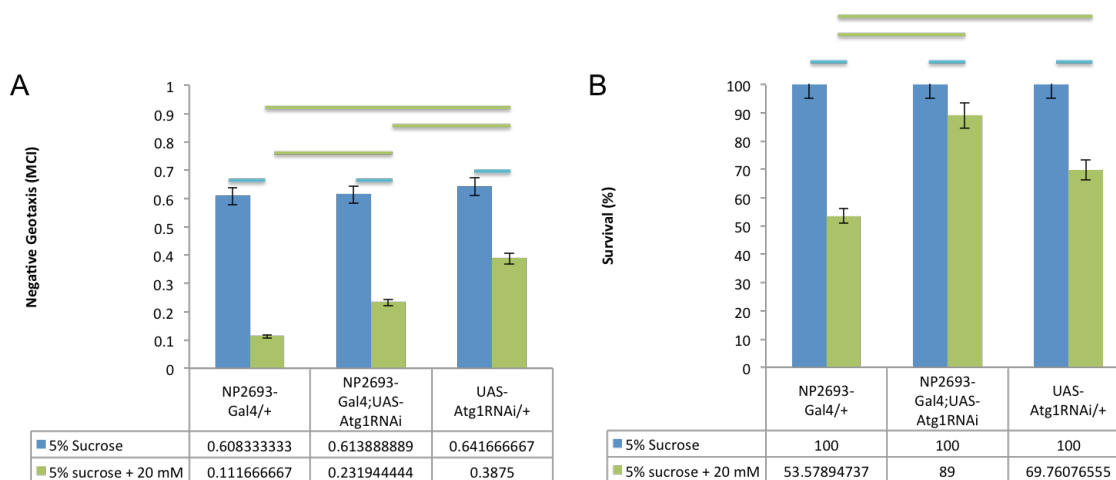 A
Negative Geotaxis (MCI)
1
0.9
0.8
0.7
0.6
0.5
0.4
0.3
0.2
0.1
0
NP2693-
Gal4/+
NP2693-
Gal4;UAS-
Atg1RNAi
UAS-
Atg1RNAi/+
5% Sucrose 0.608333333 0.613888889 0.641666667
5% sucrose + 20 mM 0.111666667 0.231944444 0.3875
B
Survival (%)
100
90
80
70
60
50
40
30
20
10
0
NP2693-
Gal4/+
NP2693-
Gal4;UAS-
Atg1RNAi
UAS-
Atg1RNAi/+
5% Sucrose 100 100 100
5% sucrose + 20 mM 53.57894737 89 69.76076555